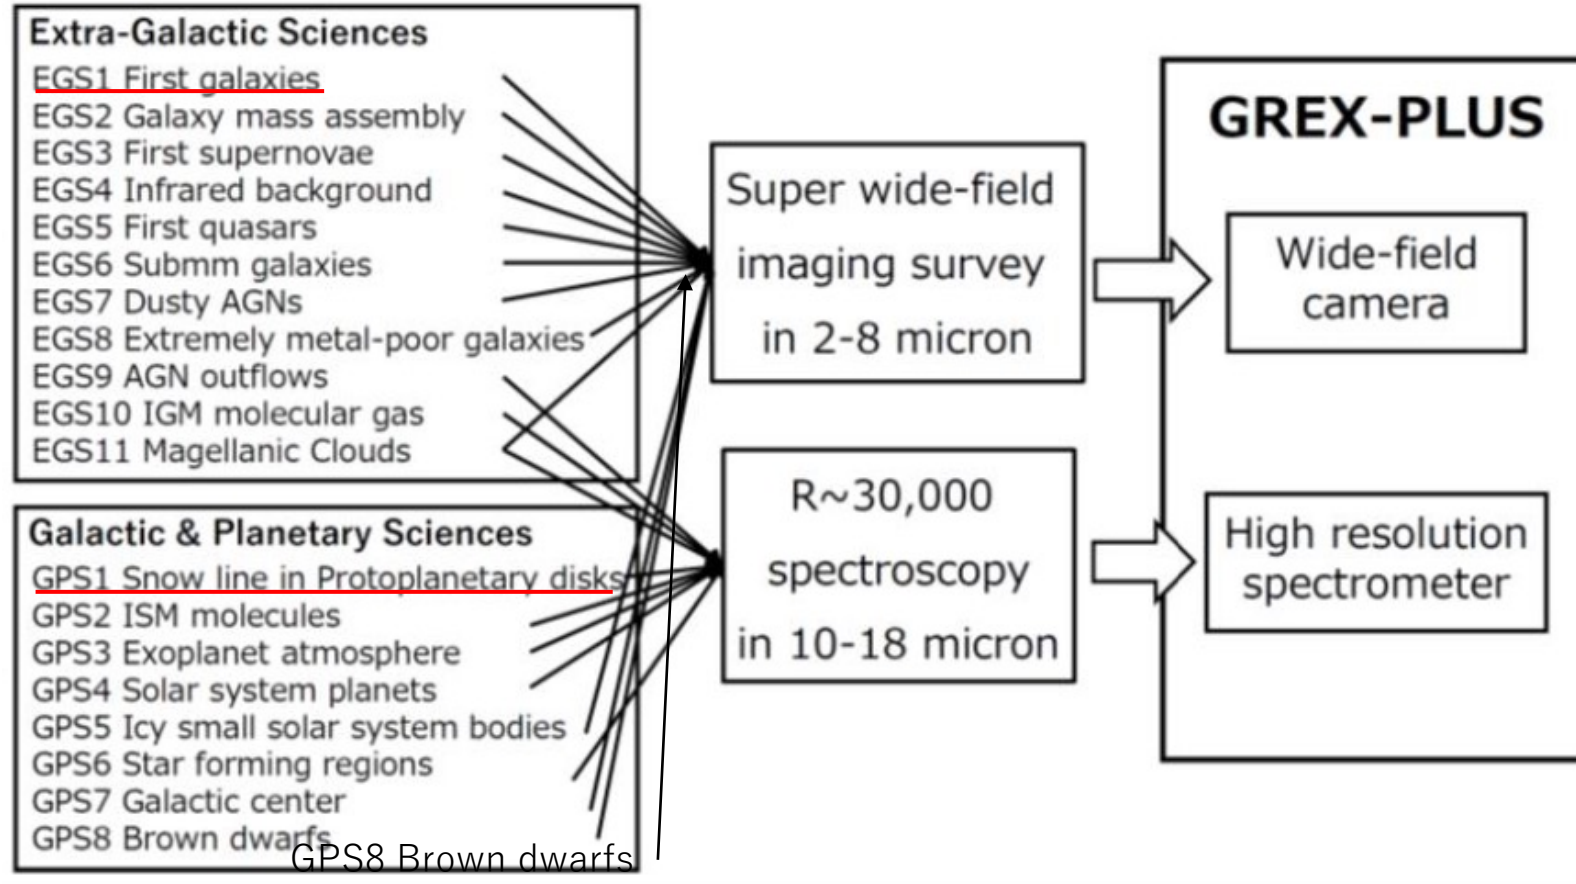 Extra-Galactic Sciences
EGS1 First galaxies
EGS2 Galaxy mass assembly
EGS3 First supernovae
EGS4 Infrared background
EGS5 First quasars
EGS6 Submm galaxies
EGS7 Dusty AGNs
EGS8 Extremely metal-poor galaxies
EGS9 AGN outflows
EGS10 IGM molecular gas
EGS11 Magellanic Clouds
Galactic & Planetary Sciences
GPS1 Snow line in Protoplanetary disks
GPS2 ISM molecules
GPS3 Exoplanet atmosphere
GPS4 Solar system planets
GPS5 Icy small solar system bodies
GPS6 Star forming regions
GPS7 Galactic center
GPS8 Brown dwarfs
GPS8 Brown dwarfs
Super wide-field
imaging survey
in 2-8 micron
R~30,000
spectroscopy
in 10-18 micron
GREX-PLUS
Wide-field
camera
High resolution
spectrometer